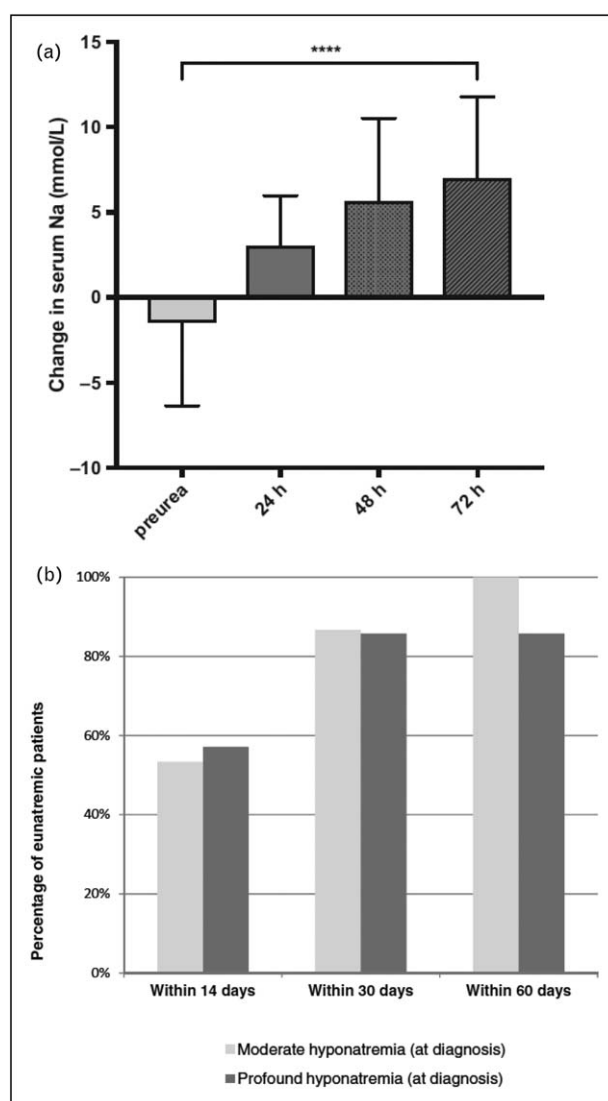 (a)
****
15
10
5
0
–5
–10
Change in serum Na (mmol/L)
preurea
24 h
48 h
72 h
(b)
100%
80%
60%
40%
20%
0%
Percentage of eunatremic patients
Within 14 days
Within 30 days
Within 60 days
Moderate hyponatremia (at diagnosis)
Profound hyponatremia (at diagnosis)